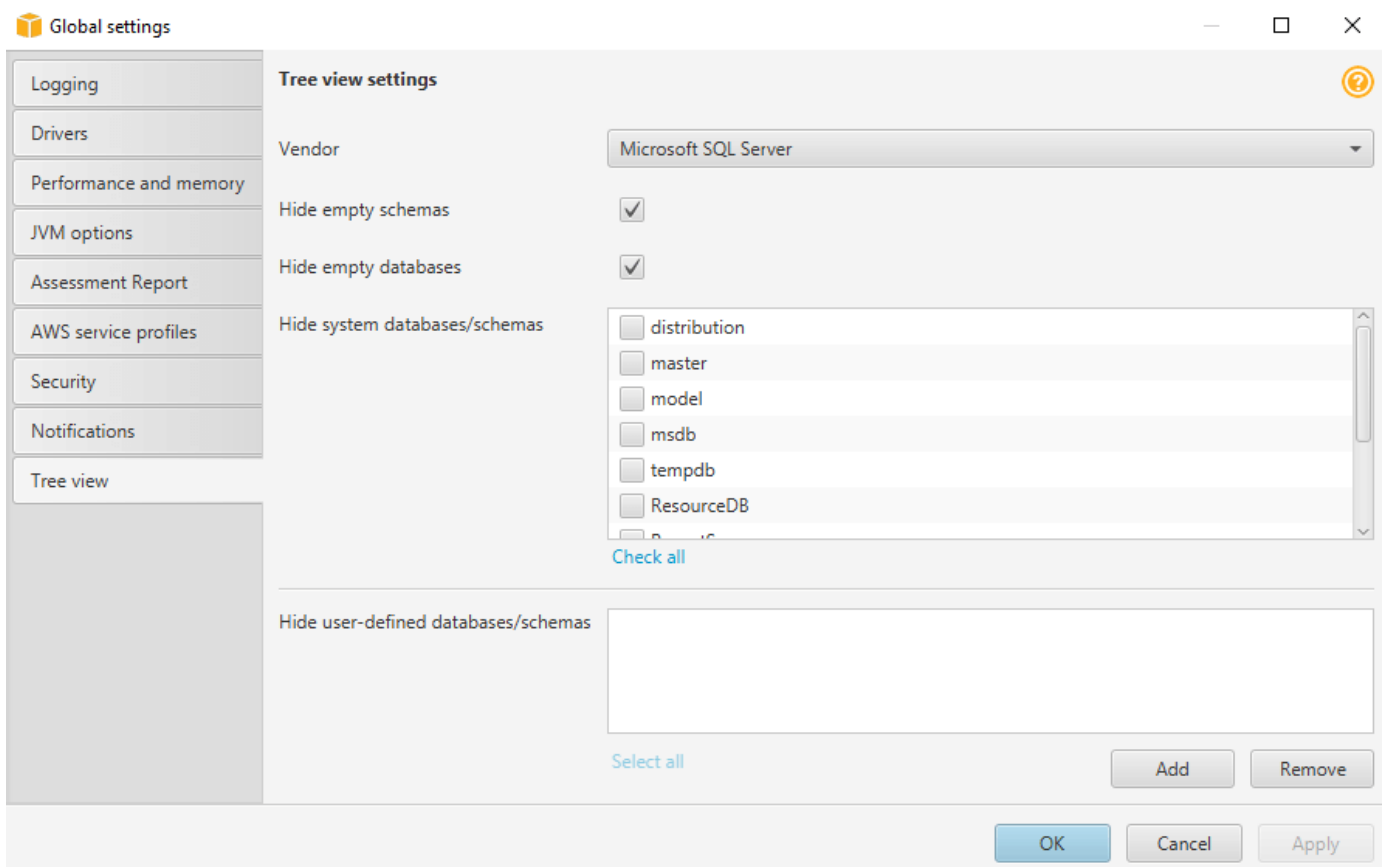 Global settings
Logging
Drivers
Performance and memory
JVM options
Assessment Report
AWS service profiles
Security
Notifications
Tree view
Tree view settings
Vendor
Microsoft SQL Server
Hide empty schemas
Hide empty databases
Hide system databases/schemas
distribution
master
model
msdb
tempdb
ResourceDB
Check all
Hide user-defined databases/schemas
Select all
Add
Remove
OK
Cancel
Apply